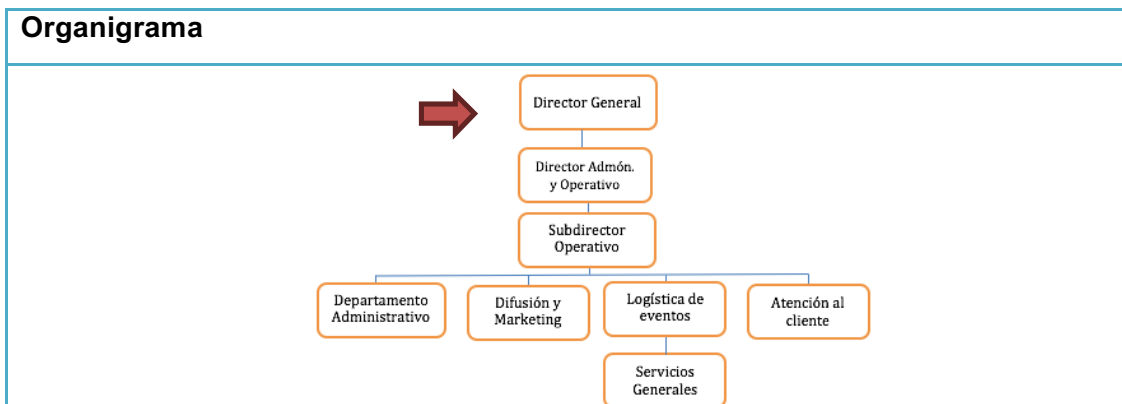 Organigrama
Director General
Director Admón.
y Operativo
Subdirector
Operativo
Departamento
Administrativo
Difusión y
Marketing
Logística de
eventos
Atención al
cliente
Servicios
Generales